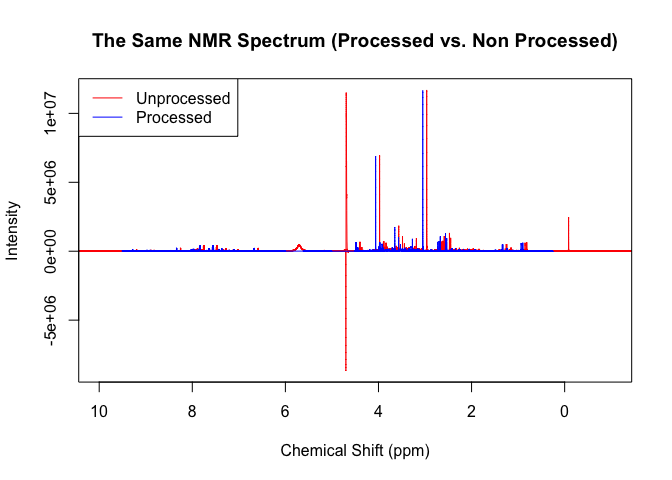 The Same NMR Spectrum (Processed vs. Non Processed)
Unprocessed
Processed
1e+07
5e+06
0e+00
-5e+06
Intensity
10 8 6 4 2 0
Chemical Shift (ppm)